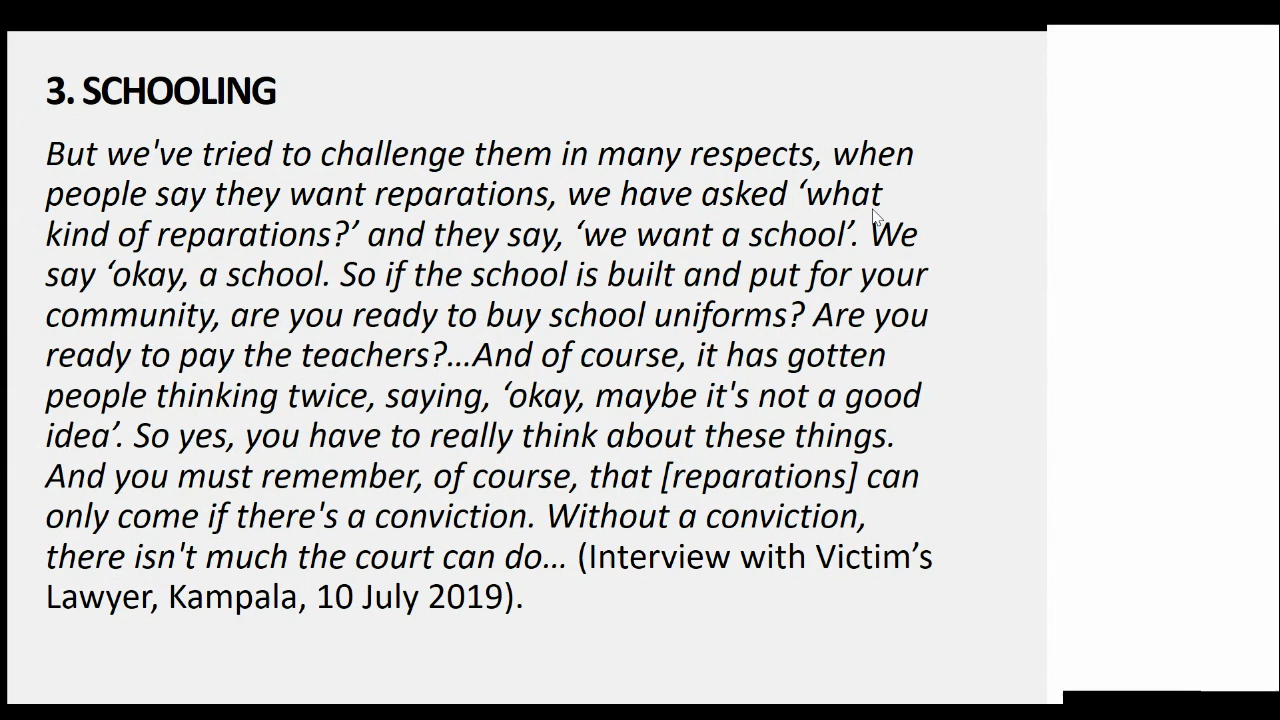 3. SCHOOLING
But we've tried to challenge them in many respects, when
people say they want reparations, we have asked ‘what
kind of reparations?’ and they say, ‘we want a school’. We
say ‘okay, a school. So if the school is built and put for your
community, are you ready to buy school uniforms? Are you
ready to pay the teachers?...And of course, it has gotten
people thinking twice, saying, ‘okay, maybe it's not a good
idea’. So yes, you have to really think about these things.
And you must remember, of course, that [reparations] can
only come if there's a conviction. Without a conviction,
there isn't much the court can do... (Interview with Victim’s
Lawyer, Kampala, 10 July 2019).